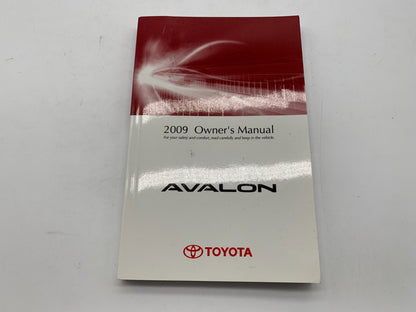 2009 Owner's Manual
For your safety and comfort, read carefully and keep in the vehicle.
AVALON
TOYOTA